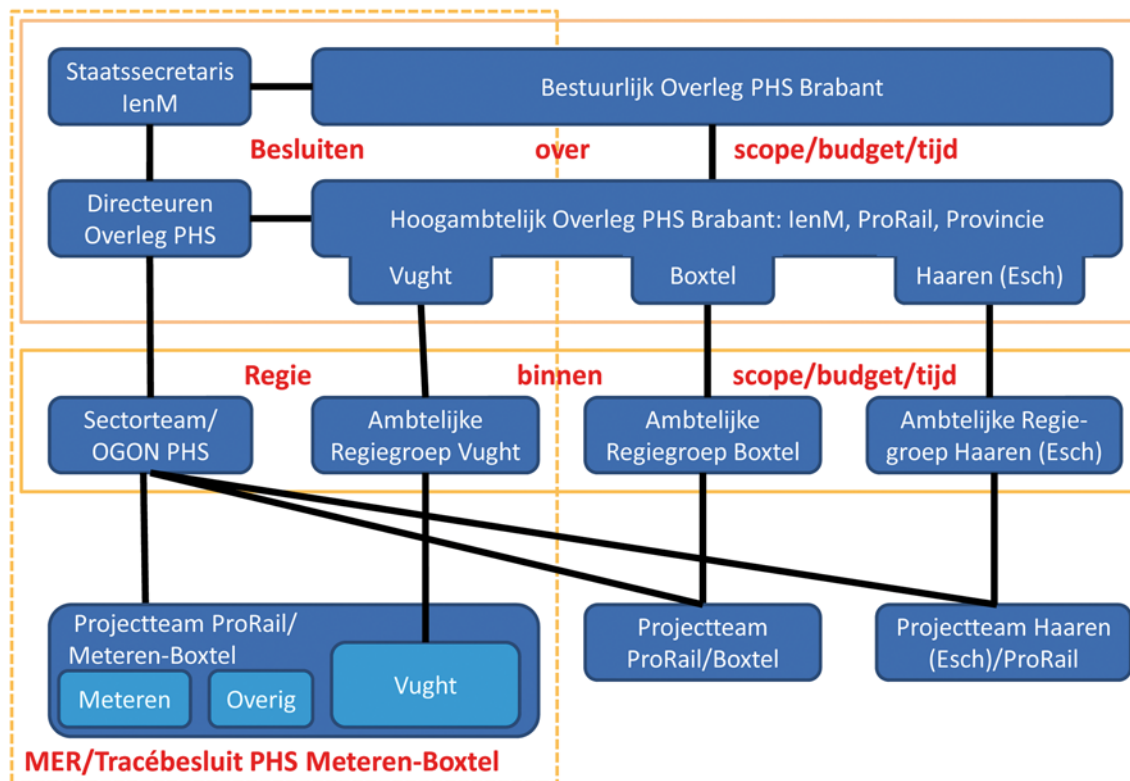 Staatssecretaris
IenM
Bestuurlijk Overleg PHS Brabant
Besluiten over scope/budget/tijd
Directeuren
Overleg PHS
Hoogambtelijk Overleg PHS Brabant: IenM, ProRail, Provincie
Vught
Boxtel
Haaren (Esch)
Regie binnen scope/budget/tijd
Sectorteam/
OGON PHS
Ambtelijke
Regiegroep Vught
Ambtelijke
Regiegroep Boxtel
Ambtelijke Regie-
groep Haaren (Esch)
Projectteam ProRail/
Meteren-Boxtel
Meteren
Overig
Vught
Projectteam
ProRail/Boxtel
Projectteam Haaren
(Esch)/ProRail
MER/Tracébesluit PHS Meteren-Boxtel